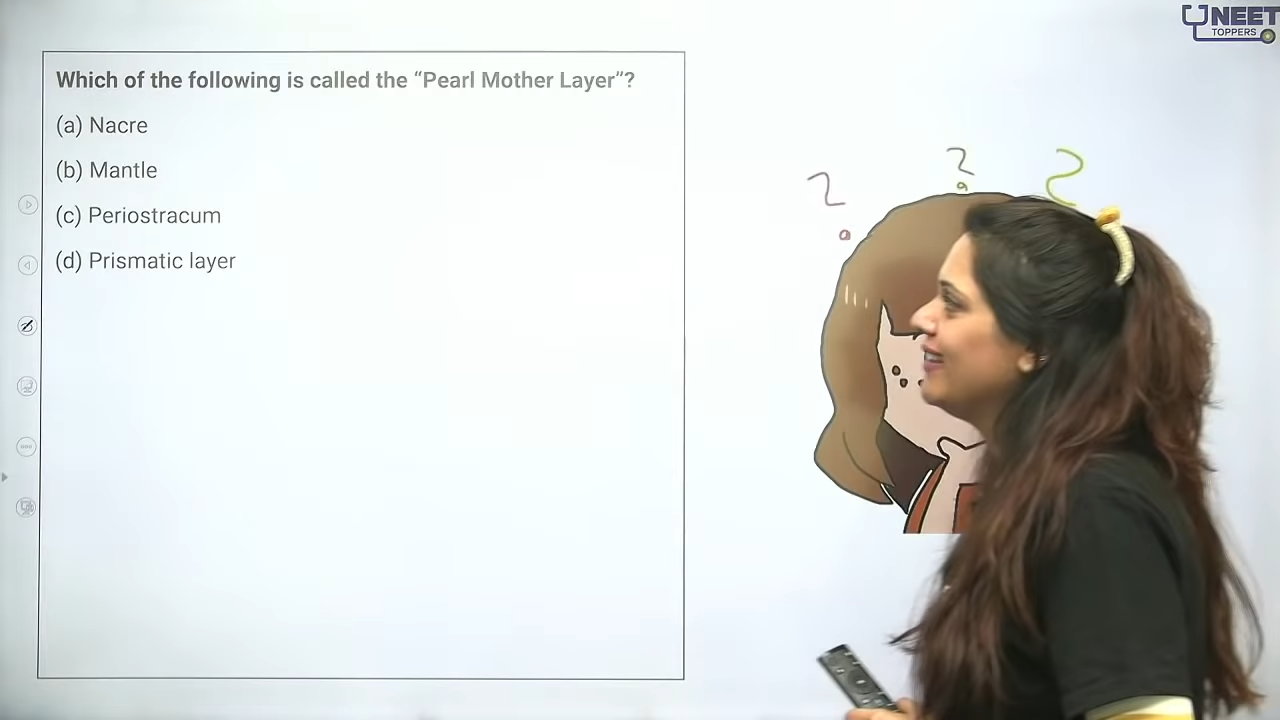 NEET
TOPPERS
Which of the following is called the “Pearl Mother Layer”?
(a) Nacre
(b) Mantle
(c) Periostracum
(d) Prismatic layer
? ? ?